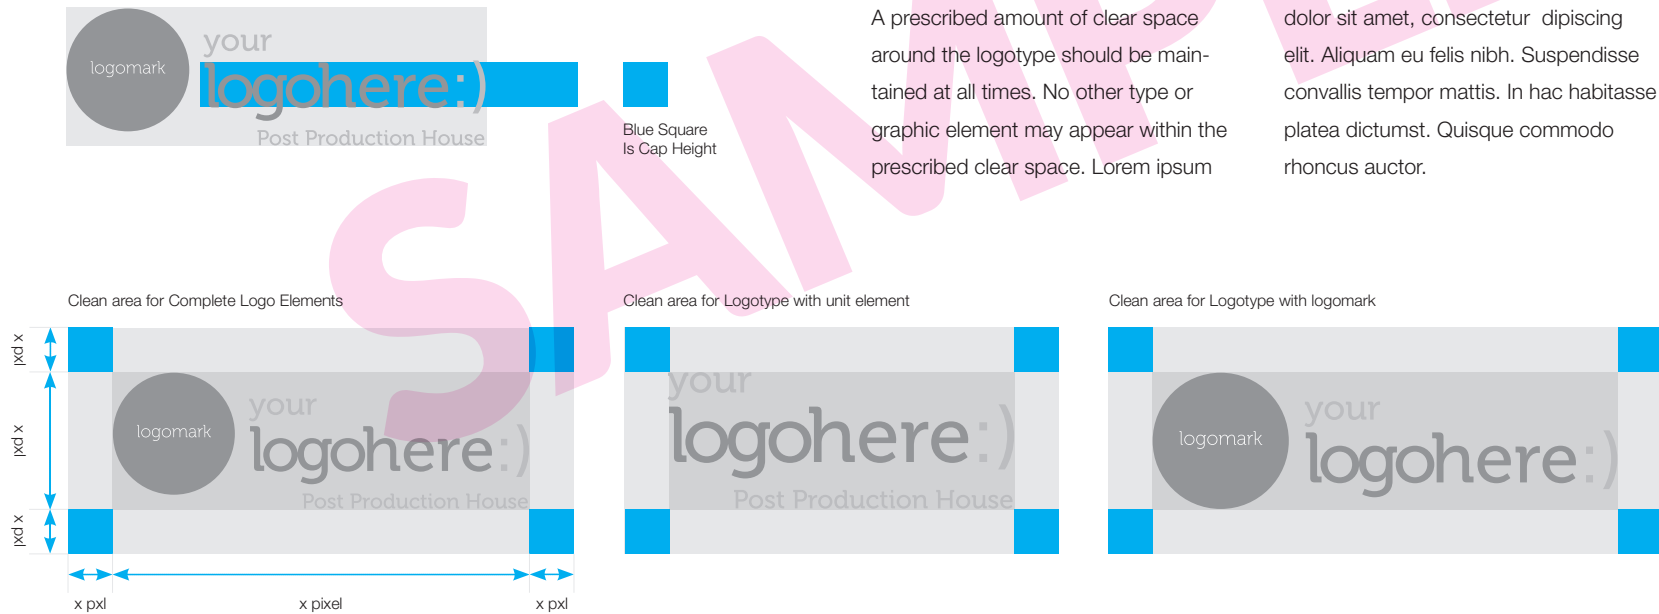 your
logomark
logohere:)
Post Production House
Blue Square
Is Cap Height
A prescribed amount of clear space
around the logotype should be main-
tained at all times. No other type or
graphic element may appear within the
prescribed clear space. Lorem ipsum
dolor sit amet, consectetur dipiscing
elit. Aliquam eu felis nibh. Suspendisse
convallis tempor mattis. In hac habitasse
platea dictumst. Quisque commodo
rhoncus auctor.
SAMPLE
Clean area for Complete Logo Elements
x pxl
x pxl
x pxl
your
logomark
logohere:)
Post Production House
x pxl
x pixel
x pxl
Clean area for Logotype with unit element
your
logohere:)
Post Production House
Clean area for Logotype with logomark
your
logomark
logohere:)